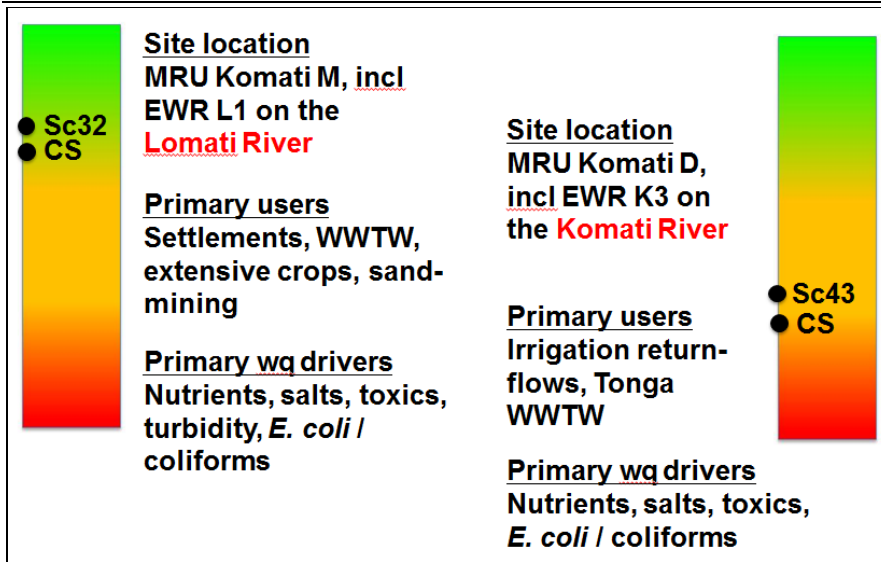 Sc32
CS
Site location
MRU Komati M, incl
EWR L1 on the
Lomati River
Primary users
Settlements, WWTW,
extensive crops, sand-
mining
Primary wq drivers
Nutrients, salts, toxics,
turbidity, E. coli /
coliforms
Site location
MRU Komati D,
incl EWR K3 on
the Komati River
Primary users
Irrigation return-
flows, Tonga
WWTW
Primary wq drivers
Nutrients, salts, toxics,
E. coli / coliforms
Sc43
CS